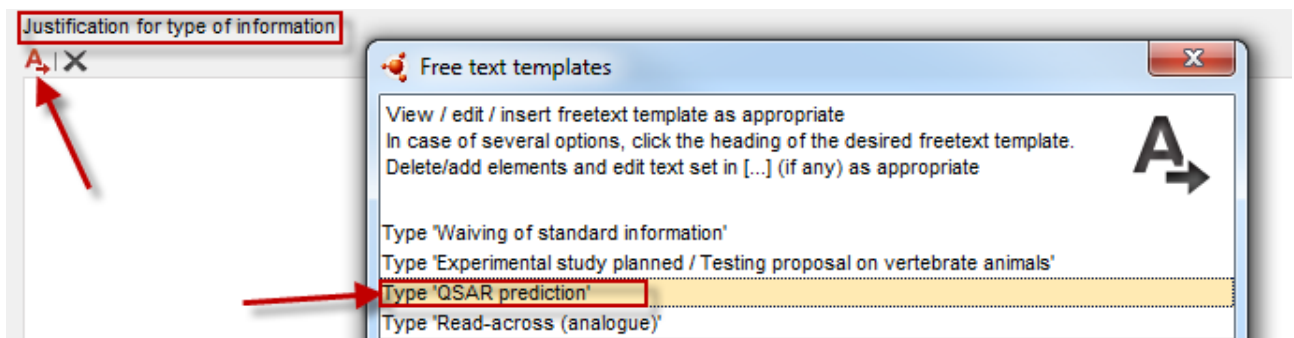 Justification for type of information
A
Free text templates
X
View / edit / insert freetext template as appropriate
In case of several options, click the heading of the desired freetext template.
Delete/add elements and edit text set in [...] (if any) as appropriate
A
Type 'Waiving of standard information'
Type 'Experimental study planned / Testing proposal on vertebrate animals'
Type 'QSAR prediction'
Type 'Read-across (analogue)'